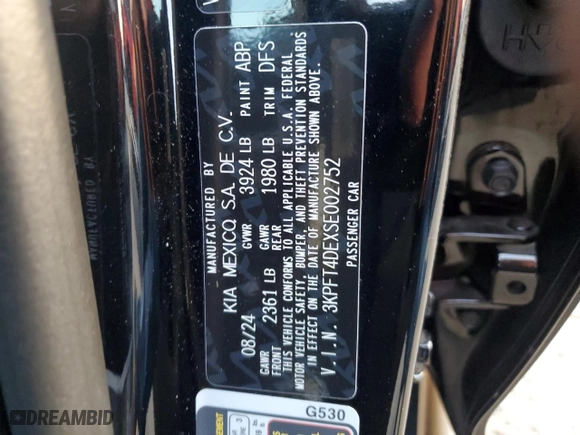 MANUFACTURED BY
KIA MEXICO, S.A. DE C.V.
08/24 GVWR 3924 LB PAINT ABP
GAWR FRONT 2361 LB GAWR REAR 1980 LB TRIM DFS
THIS VEHICLE CONFORMS TO ALL APPLICABLE U.S.A. FEDERAL
MOTOR VEHICLE SAFETY, BUMPER, AND THEFT PREVENTION STANDARDS
IN EFFECT ON THE DATE OF MANUFACTURE SHOWN ABOVE.
V.I.N. 3KPFT4DEXSE002752
PASSENGER CAR
G530
DREAMBID